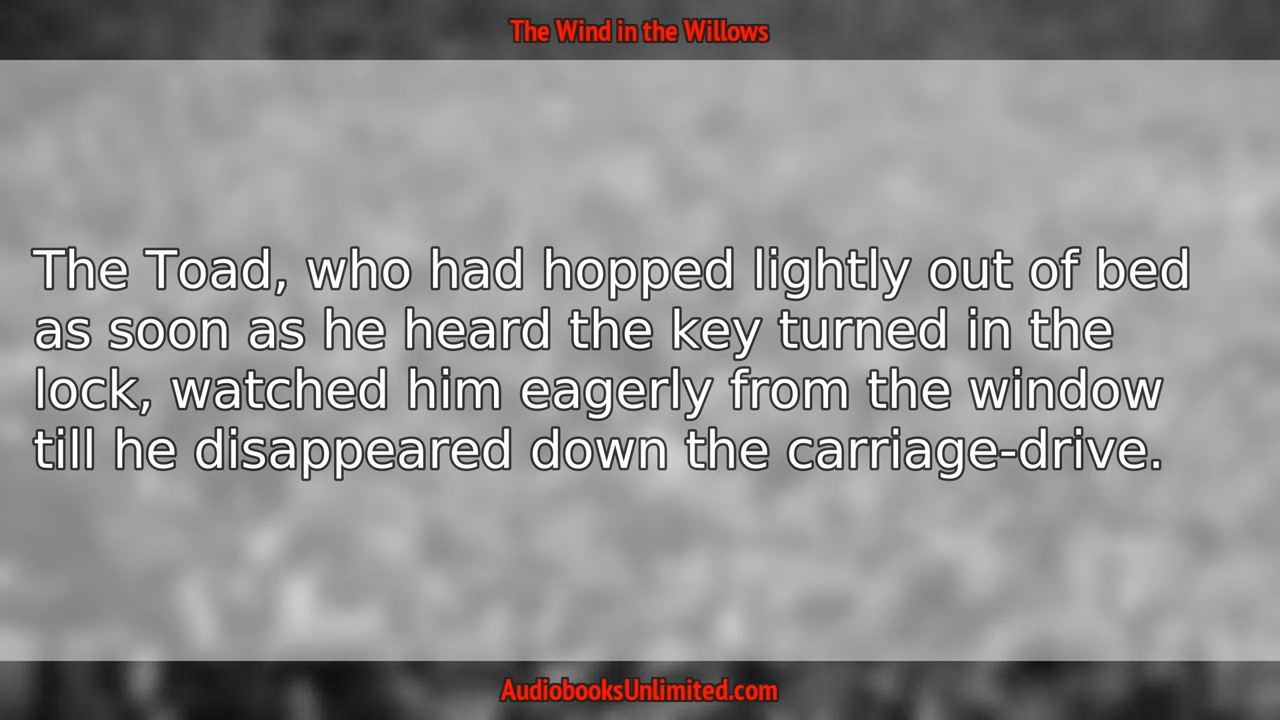 The Wind in the Willows
The Toad, who had hopped lightly out of bed
as soon as he heard the key turned in the
lock, watched him eagerly from the window
till he disappeared down the carriage-drive.
AudiobooksUnlimited.com